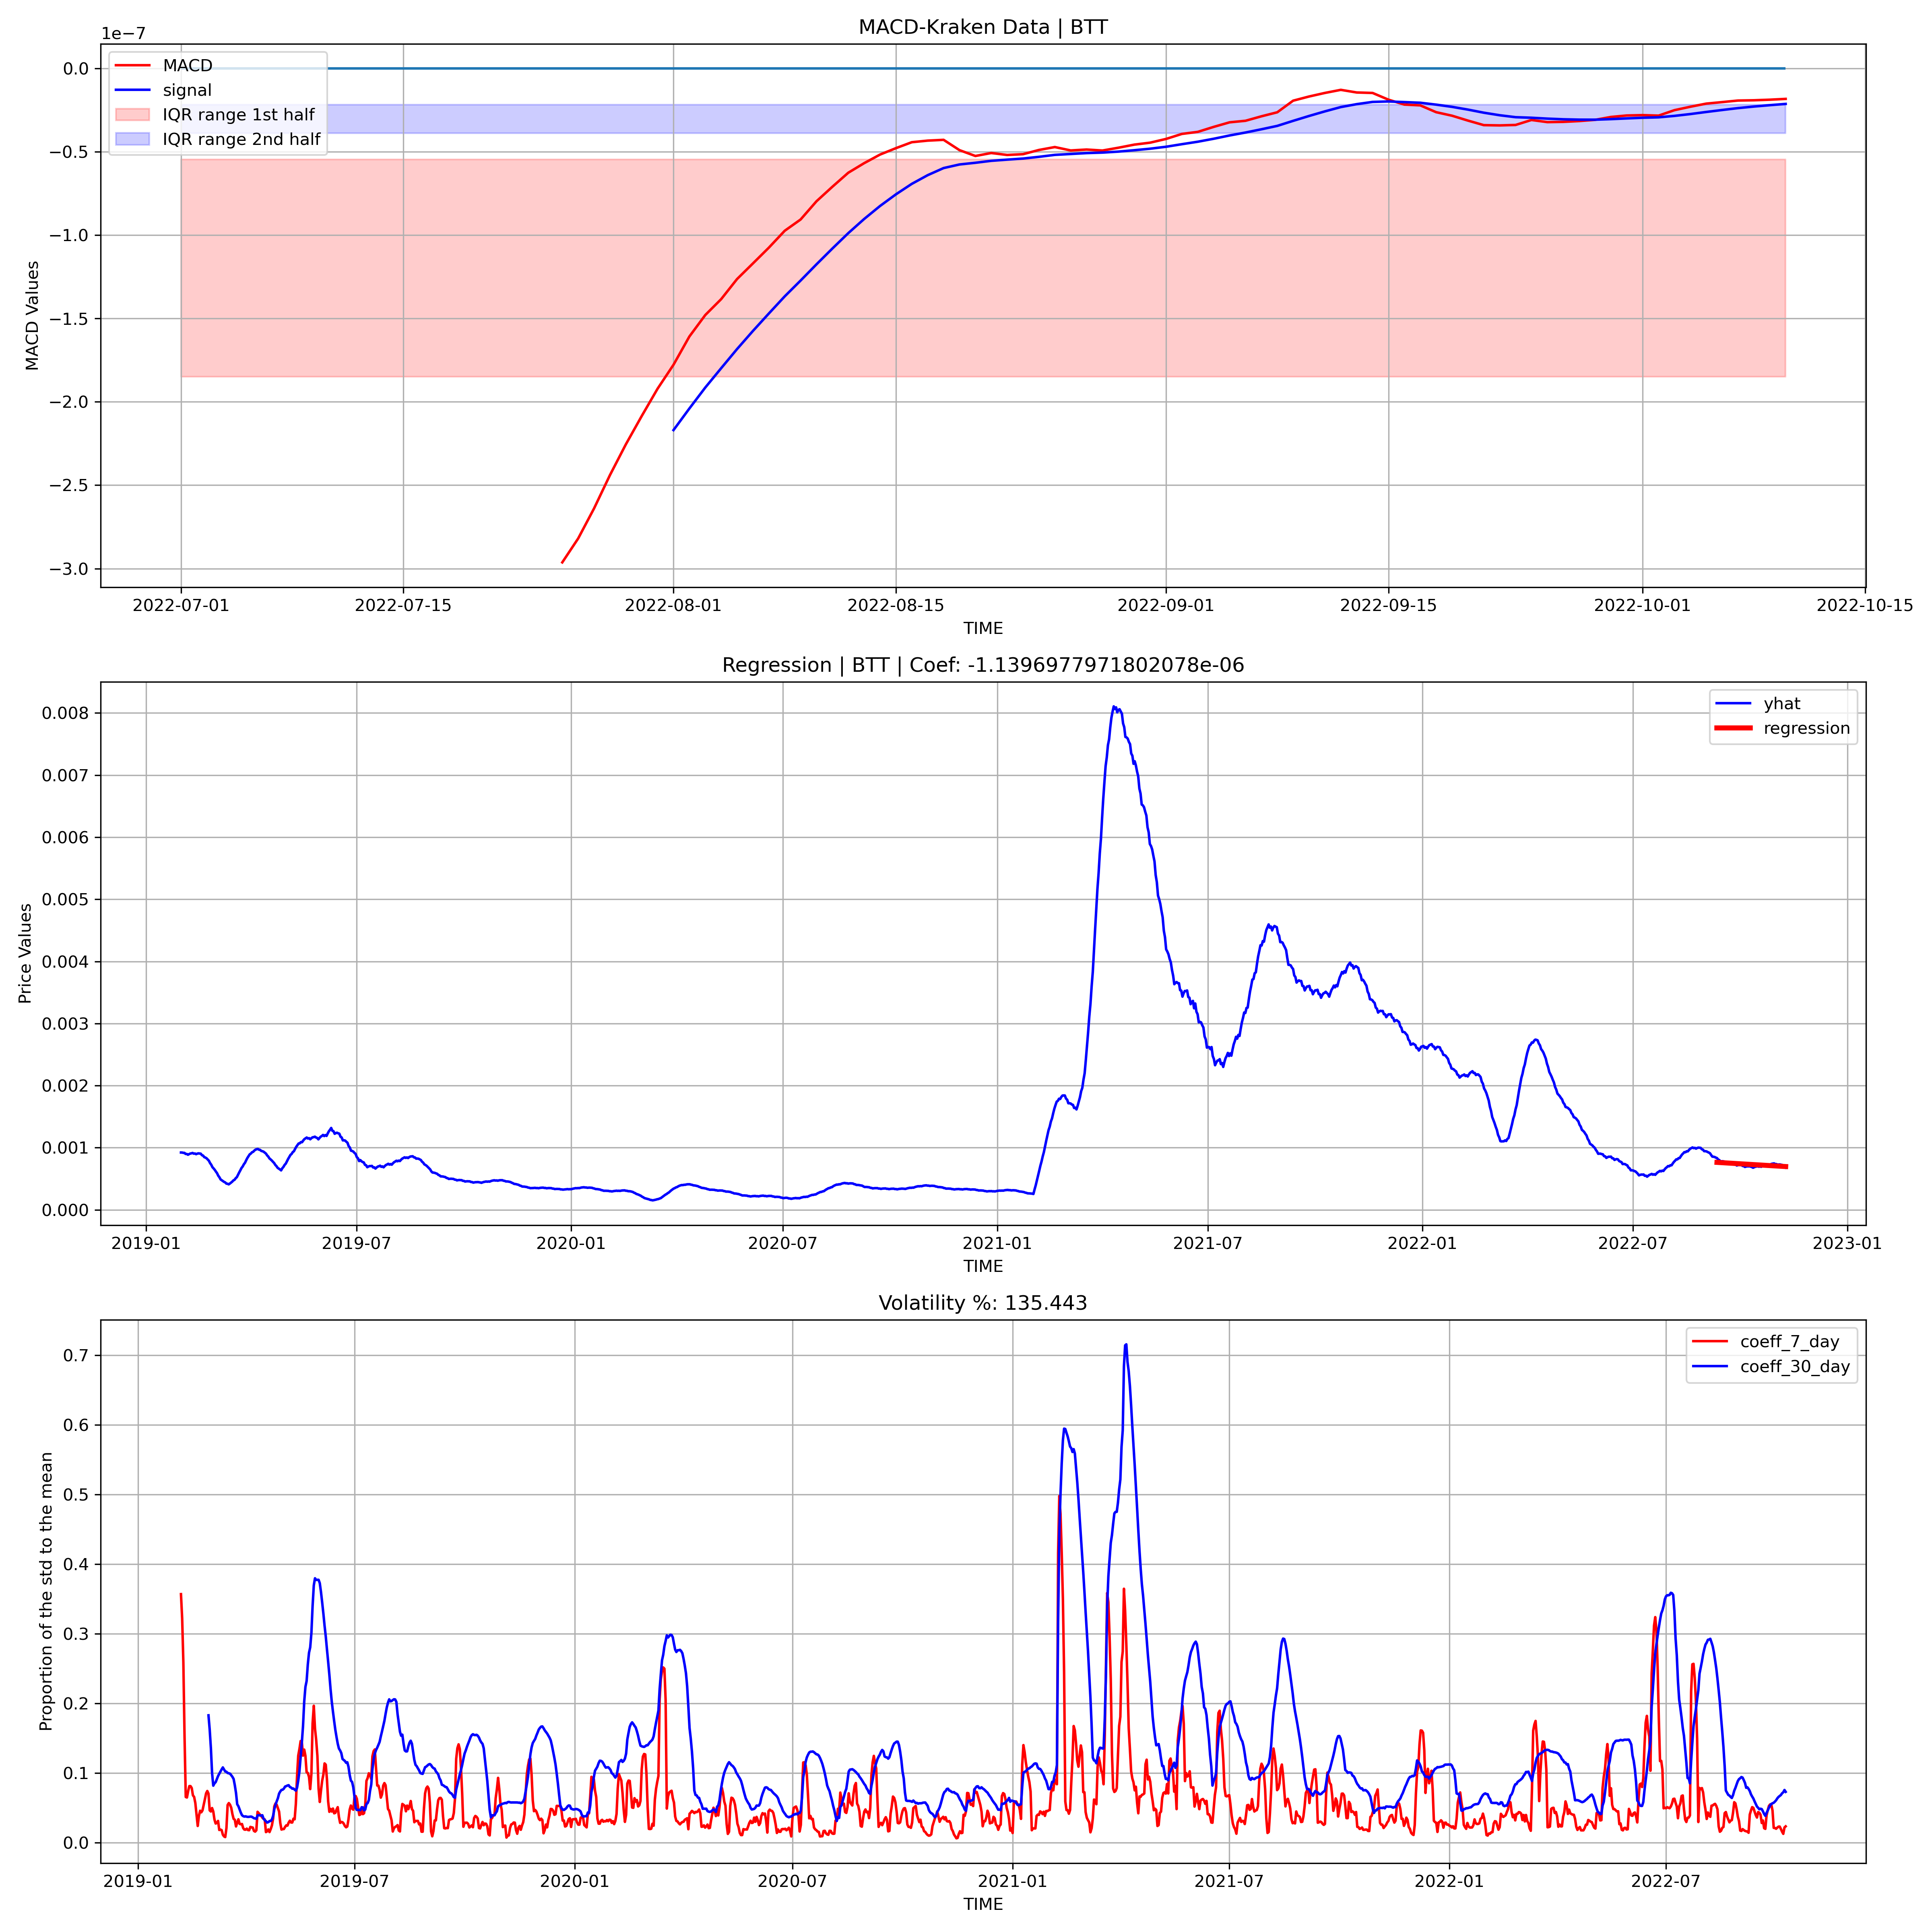 MACD-Kraken Data | BTT
1e−7
MACD
signal
IQR range 1st half
IQR range 2nd half
0.0
−0.5
−1.0
−1.5
−2.0
−2.5
−3.0
MACD Values
2022-07-01 2022-07-15 2022-08-01 2022-08-15 2022-09-01 2022-09-15 2022-10-01 2022-10-15
TIME
Regression | BTT | Coef: -1.1396977971802078e-06
yhat
regression
0.008
0.007
0.006
0.005
0.004
0.003
0.002
0.001
0.000
Price Values
2019-01 2019-07 2020-01 2020-07 2021-01 2021-07 2022-01 2022-07 2023-01
TIME
Volatility %: 135.443
coeff_7_day
coeff_30_day
0.7
0.6
0.5
0.4
0.3
0.2
0.1
0.0
Proportion of the std to the mean
2019-01 2019-07 2020-01 2020-07 2021-01 2021-07 2022-01 2022-07
TIME